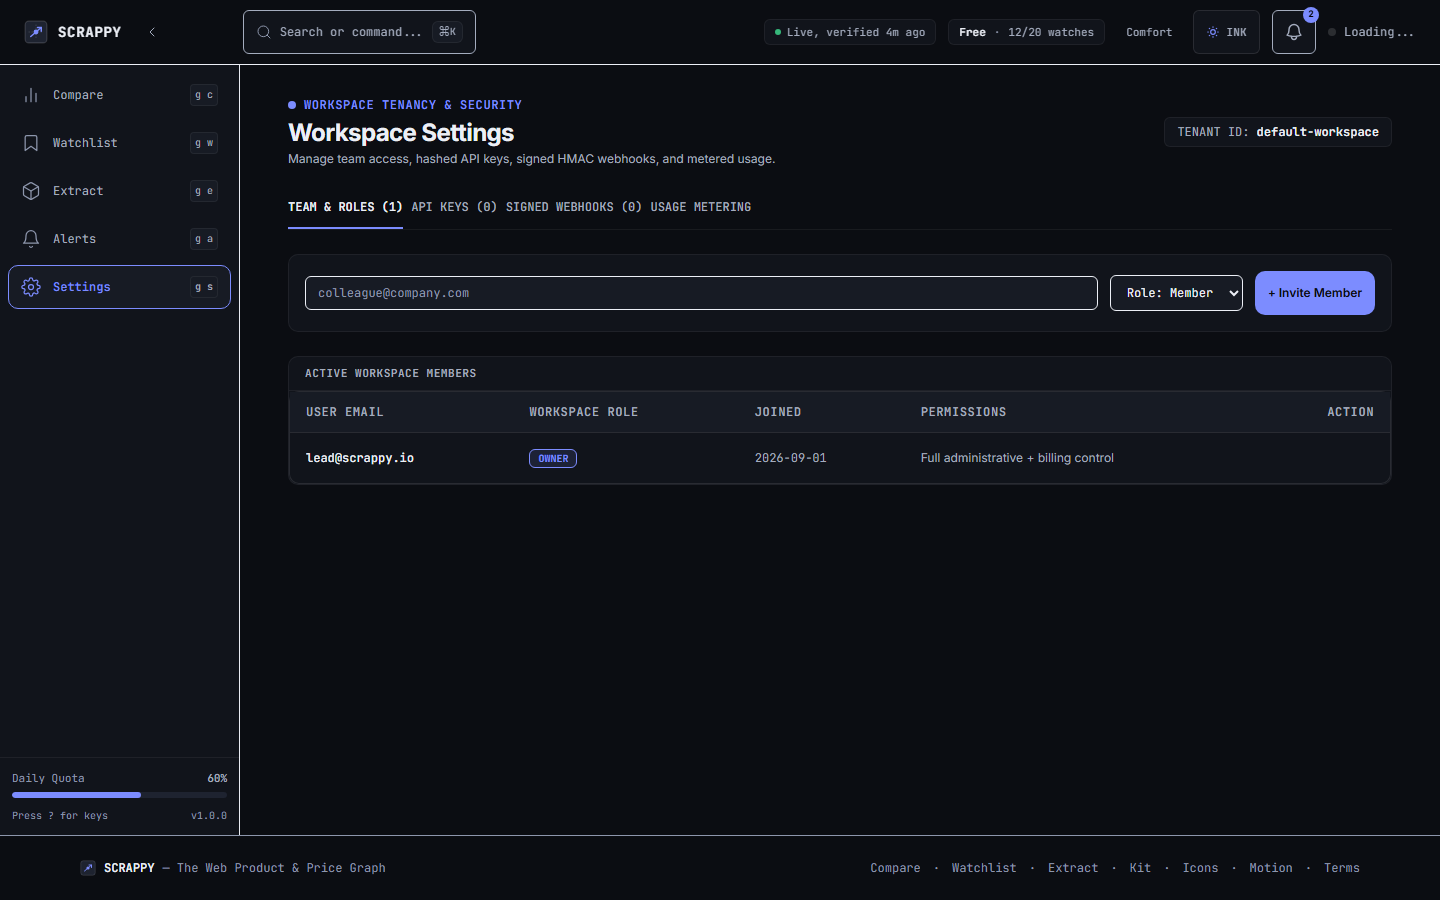 SCRAPPY
Search or command... ⌘K
Live, verified 4m ago
Free · 12/20 watches
Comfort
INK
2
Loading...
Compare g c
Watchlist g w
Extract g e
Alerts g a
Settings g s
WORKSPACE TENANCY & SECURITY
Workspace Settings
Manage team access, hashed API keys, signed HMAC webhooks, and metered usage.
TENANT ID: default-workspace
TEAM & ROLES (1) API KEYS (0) SIGNED WEBHOOKS (0) USAGE METERING
colleague@company.com
Role: Member
+ Invite Member
ACTIVE WORKSPACE MEMBERS
USER EMAIL WORKSPACE ROLE JOINED PERMISSIONS ACTION
lead@scrappy.io OWNER 2026-09-01 Full administrative + billing control
Daily Quota 60%
Press ? for keys v1.0.0
SCRAPPY — The Web Product & Price Graph
Compare · Watchlist · Extract · Kit · Icons · Motion · Terms